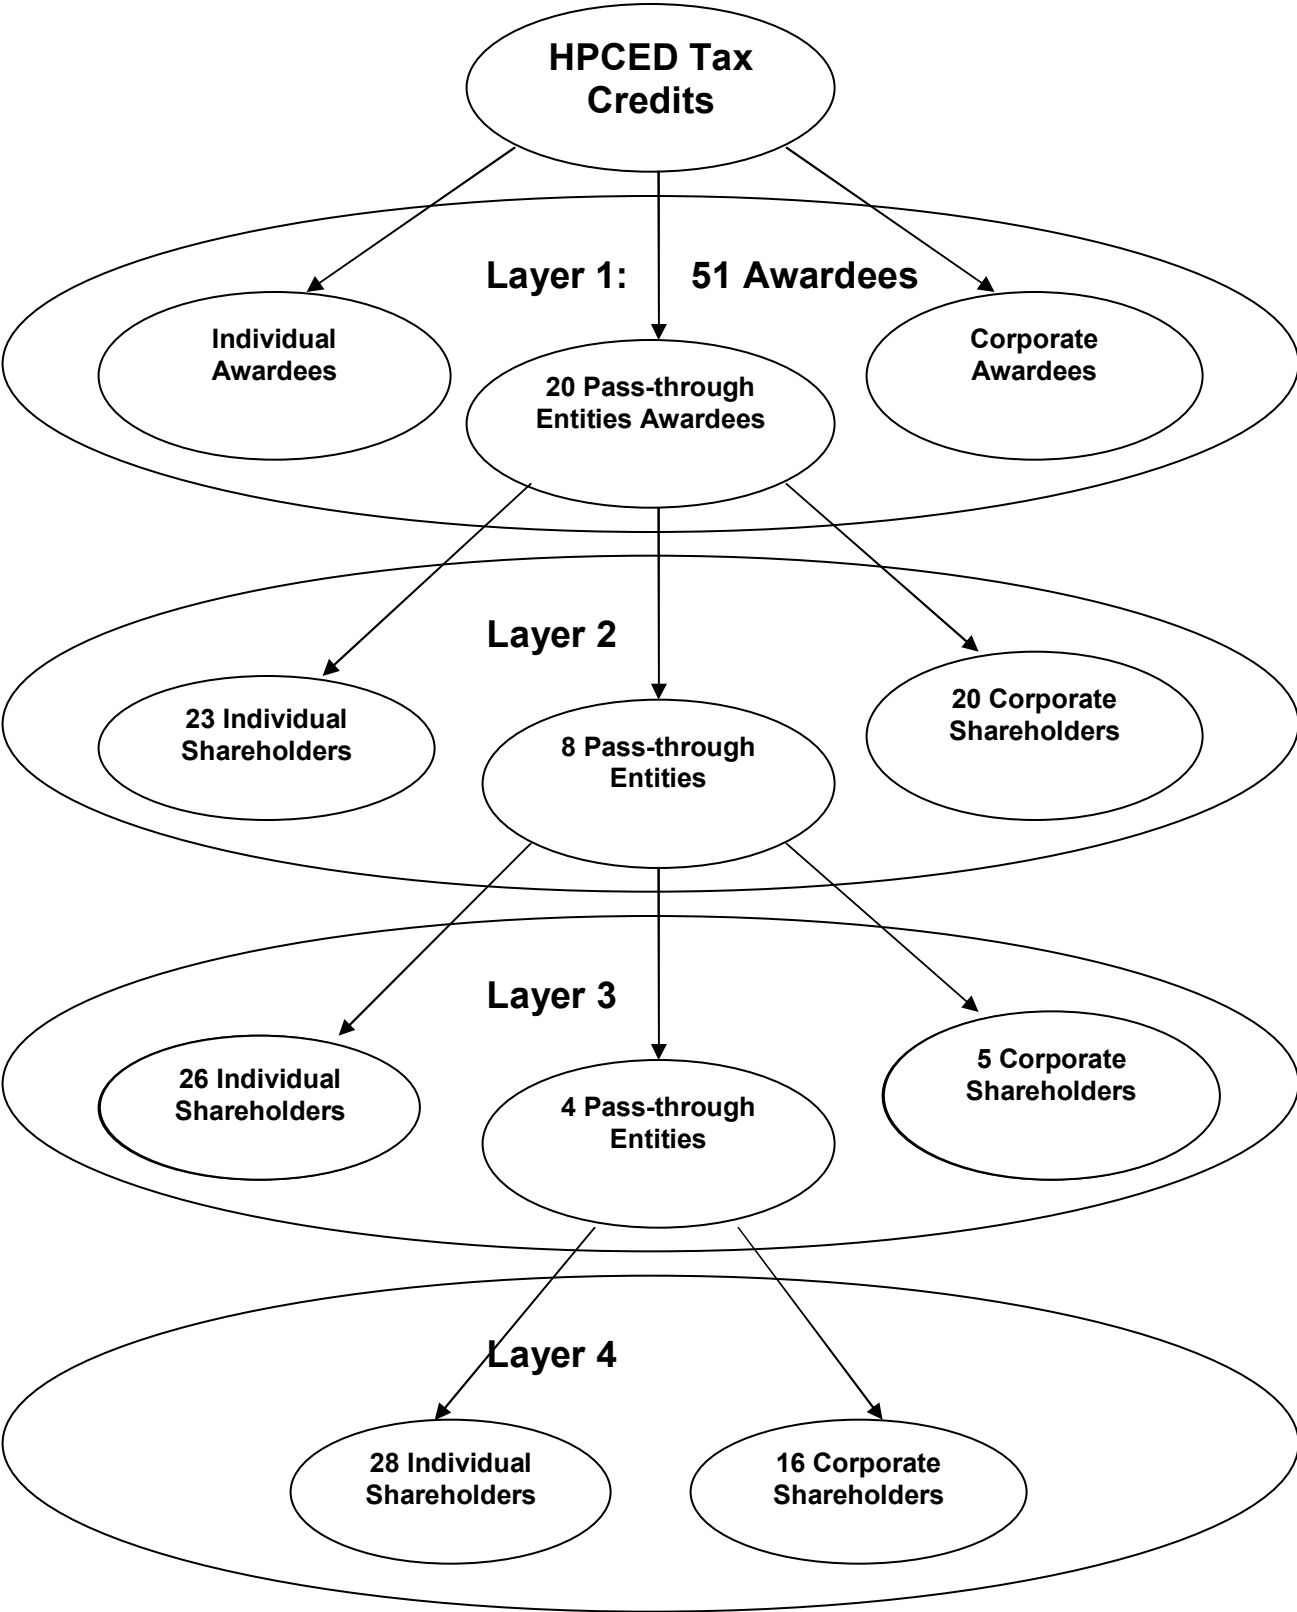 HPCED Tax
Credits
Layer 1: 51 Awardees
Individual
Awardees
20 Pass-through
Entities Awardees
Corporate
Awardees
Layer 2
23 Individual
Shareholders
8 Pass-through
Entities
20 Corporate
Shareholders
Layer 3
26 Individual
Shareholders
4 Pass-through
Entities
5 Corporate
Shareholders
Layer 4
28 Individual
Shareholders
16 Corporate
Shareholders